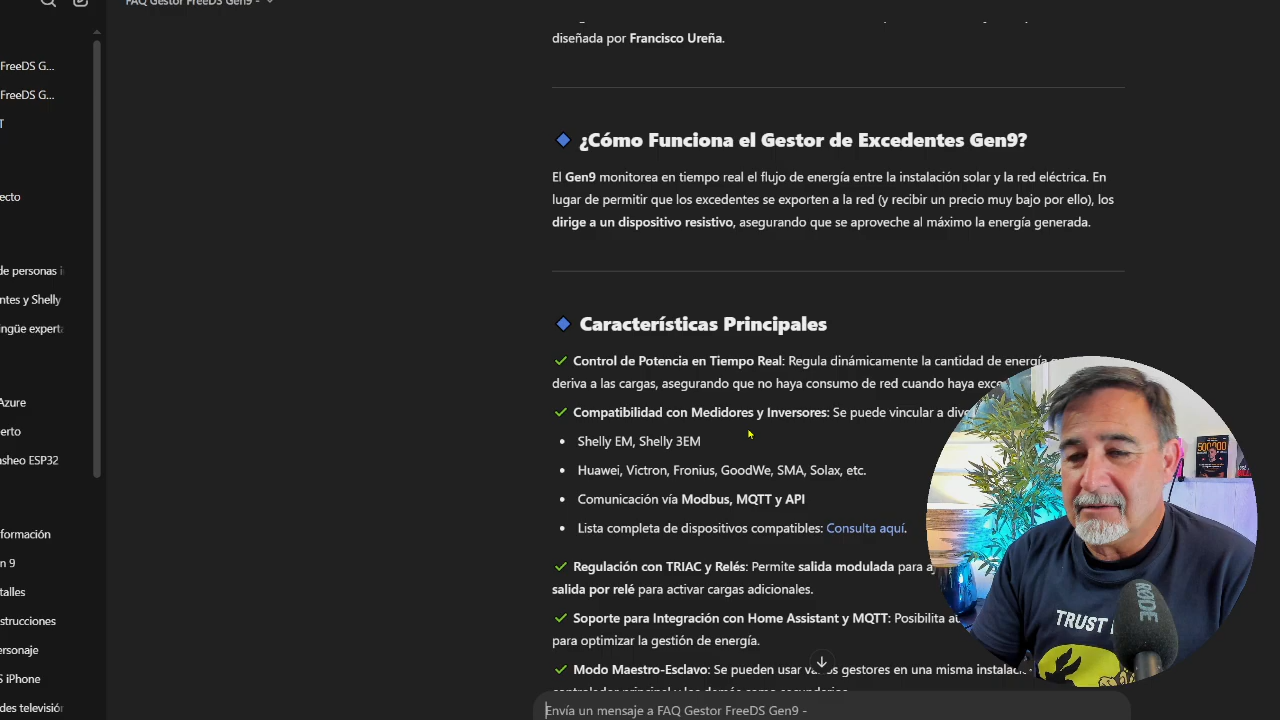 FAQ Gestor FreeDS Gen9 -
FreeDS G...
FreeDS G...
T
ecto
de personas i
ntes y Shelly
ngüe experta
Azure
erto
sheo ESP32
formación
n 9
talles
strucciones
ersonaje
S iPhone
des televisión
diseñada por Francisco Ureña.
¿Cómo Funciona el Gestor de Excedentes Gen9?
El Gen9 monitorea en tiempo real el flujo de energía entre la instalación solar y la red eléctrica. En
lugar de permitir que los excedentes se exporten a la red (y recibir un precio muy bajo por ello), los
dirige a un dispositivo resistivo, asegurando que se aproveche al máximo la energía generada.
Características Principales
Control de Potencia en Tiempo Real: Regula dinámicamente la cantidad de energía
deriva a las cargas, asegurando que no haya consumo de red cuando haya
Compatibilidad con Medidores y Inversores: Se puede vincular a
Shelly EM, Shelly 3EM
Huawei, Victron, Fronius, GoodWe, SMA, Solax, etc.
Comunicación vía Modbus, MQTT y API
Lista completa de dispositivos compatibles: Consulta aquí.
Regulación con TRIAC y Relés: Permite salida modulada para
salida por relé para activar cargas adicionales.
Soporte para Integración con Home Assistant y MQTT: Posibilita
para optimizar la gestión de energía.
Modo Maestro-Esclavo: Se pueden usar gestores en una misma
Envía un mensaje a FAQ Gestor FreeDS Gen9 -
500.000
TRUST
RØDE